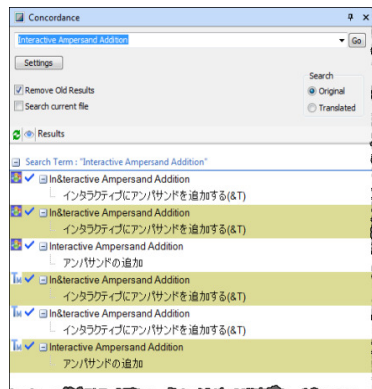 Concordance
Interactive Ampersand Addition
Go
Settings
Search
Remove Old Results
Original
Search current file
Translated
Results
Search Term : "Interactive Ampersand Addition"
In&teractive Ampersand Addition
インタラクティブにアンパサンドを追加する(&T)
In&teractive Ampersand Addition
インタラクティブにアンパサンドを追加する(&T)
Interactive Ampersand Addition
アンパサンドの追加
TM In&teractive Ampersand Addition
インタラクティブにアンパサンドを追加する(&T)
TM In&teractive Ampersand Addition
インタラクティブにアンパサンドを追加する(&T)
TM Interactive Ampersand Addition
アンパサンドの追加